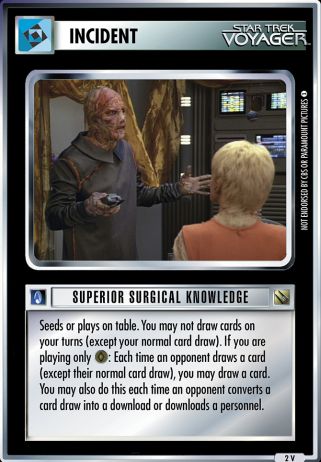 INCIDENT
STAR TREK
VOYAGER
NOT ENDORSED BY CBS OR PARAMOUNT PICTURES
SUPERIOR SURGICAL KNOWLEDGE
Seeds or plays on table. You may not draw cards on
your turns (except your normal card draw). If you are
playing only : Each time an opponent draws a card
(except their normal card draw), you may draw a card.
You may also do this each time an opponent converts a
card draw into a download or downloads a personnel.
2 V